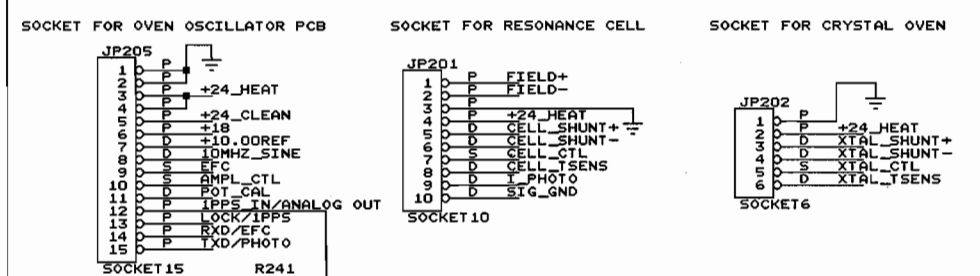 SOCKET FOR OVEN OSCILLATOR PCB
JP205
1 P
2 P
3 P +24_HEAT
4 P
5 P +24_CLEAN
6 P +18
7 D +10.00REF
8 D 10MHZ_SINE
9 S EFC
10 S AMPL_CTL
11 D POT_CAL
12 P 1PPS_IN/ANALOG OUT
13 P LOCK/1PPS
14 P RXD/EFC
15 P TXD/PHOTO
SOCKET15
R241
SOCKET FOR RESONANCE CELL
JP201
1 P FIELD+
2 P FIELD-
3 P
4 P +24_HEAT
5 D CELL_SHUNT+
6 D CELL_SHUNT-
7 S CELL_CTL
8 D CELL_TSENS
9 D I_PHOTO
10 D SIG_GND
SOCKET10
SOCKET FOR CRYSTAL OVEN
JP202
1 P
2 P +24_HEAT
3 D XTAL_SHUNT+
4 D XTAL_SHUNT-
5 S XTAL_CTL
6 D XTAL_TSENS
SOCKET6